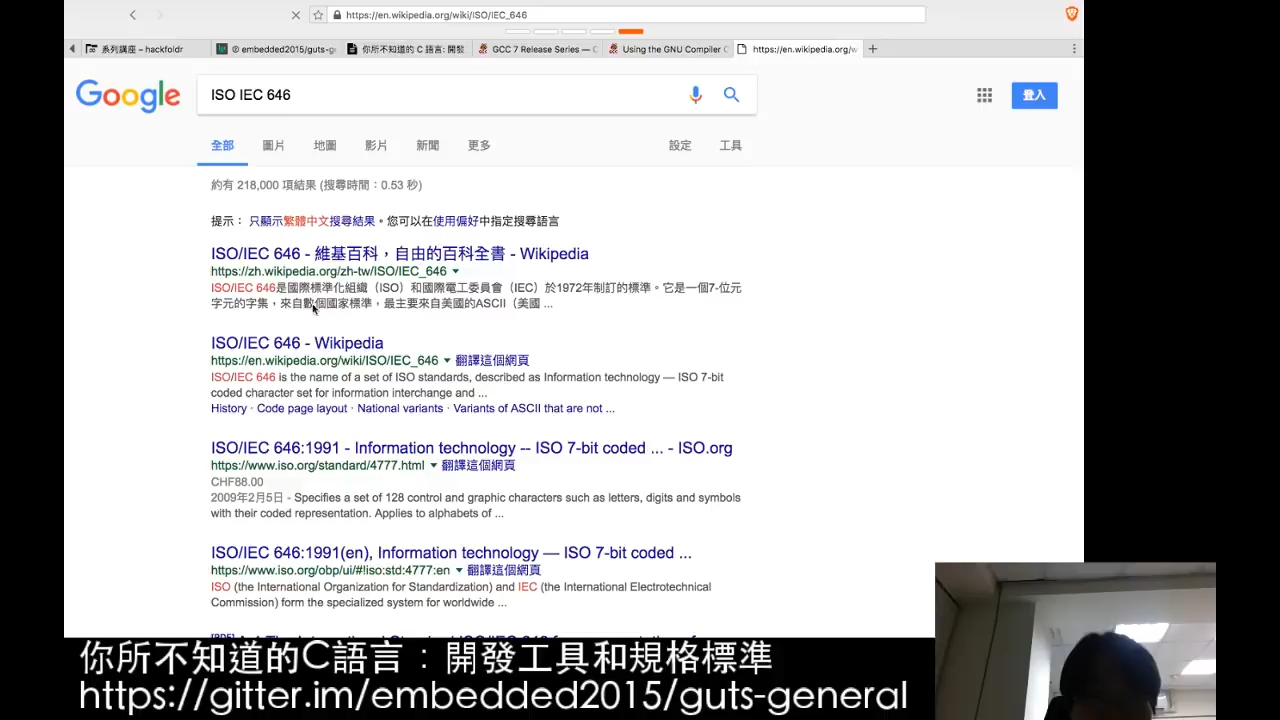 https://en.wikipedia.org/wiki/ISO/IEC_646
系列講座 – hackfoldr
embedded2015/guts-g
你所不知道的 C 語言: 開發
GCC 7 Release Series — C
Using the GNU Compiler C
https://en.wikipedia.org/w
Google
ISO IEC 646
登入
全部
圖片
地圖
影片
新聞
更多
設定
工具
約有 218,000 項結果 (搜尋時間：0.53 秒)
提示： 只顯示繁體中文搜尋結果。您可以在使用偏好中指定搜尋語言
ISO/IEC 646 - 維基百科，自由的百科全書 - Wikipedia
https://zh.wikipedia.org/zh-tw/ISO/IEC_646
ISO/IEC 646是國際標準化組織（ISO）和國際電工委員會（IEC）於1972年制訂的標準。它是一個7-位元
字元的字集，來自數個國家標準，最主要來自美國的ASCII（美國 ...
ISO/IEC 646 - Wikipedia
https://en.wikipedia.org/wiki/ISO/IEC_646 翻譯這個網頁
ISO/IEC 646 is the name of a set of ISO standards, described as Information technology — ISO 7-bit
coded character set for information interchange and ...
History · Code page layout · National variants · Variants of ASCII that are not ...
ISO/IEC 646:1991 - Information technology -- ISO 7-bit coded ... - ISO.org
https://www.iso.org/standard/4777.html 翻譯這個網頁
CHF88.00
2009年2月5日 - Specifies a set of 128 control and graphic characters such as letters, digits and symbols
with their coded representation. Applies to alphabets of ...
ISO/IEC 646:1991(en), Information technology — ISO 7-bit coded ...
https://www.iso.org/obp/ui/#!iso:std:4777:en 翻譯這個網頁
ISO (the International Organization for Standardization) and IEC (the International Electrotechnical
Commission) form the specialized system for worldwide ...
你所不知道的C語言：開發工具和規格標準
https://gitter.im/embedded2015/guts-general